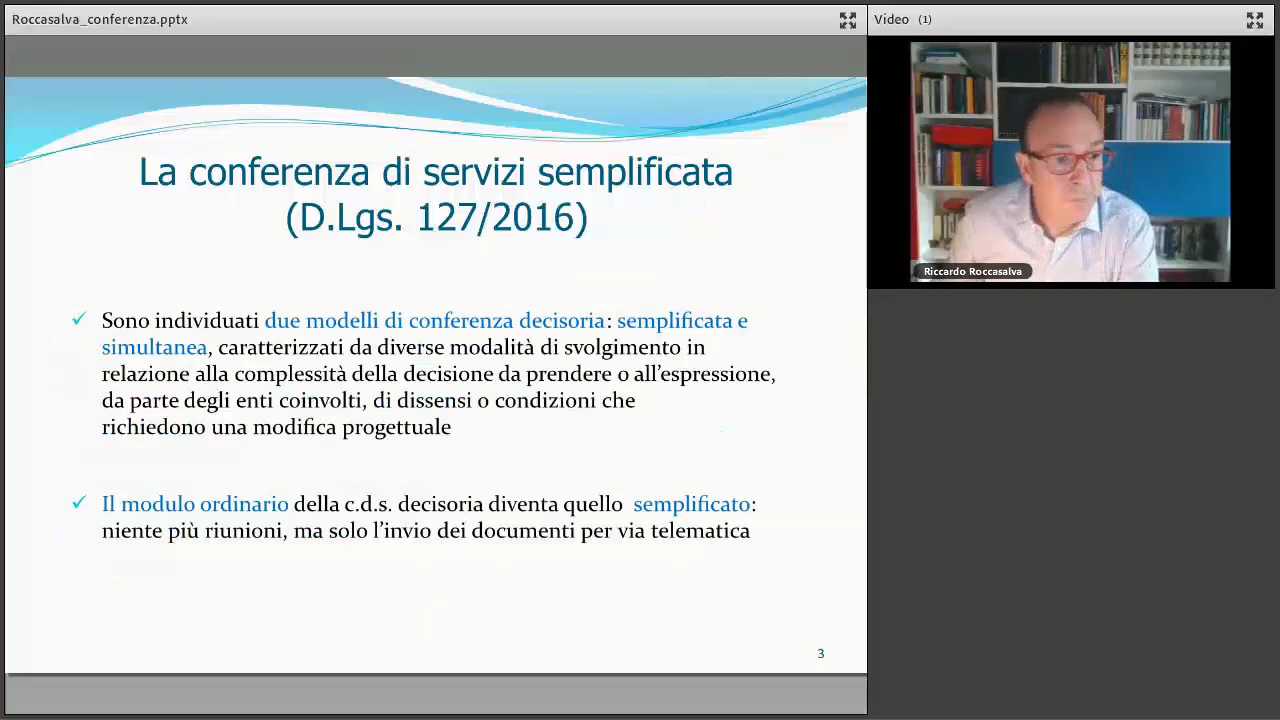 Roccasalva_conferenza.pptx
Video (1)
La conferenza di servizi semplificata
(D.Lgs. 127/2016)
Sono individuati due modelli di conferenza decisoria: semplificata e
simultanea, caratterizzati da diverse modalità di svolgimento in
relazione alla complessità della decisione da prendere o all'espressione,
da parte degli enti coinvolti, di dissensi o condizioni che
richiedono una modifica progettuale
Il modulo ordinario della c.d.s. decisoria diventa quello semplificato:
niente più riunioni, ma solo l'invio dei documenti per via telematica
3
Riccardo Roccasalva